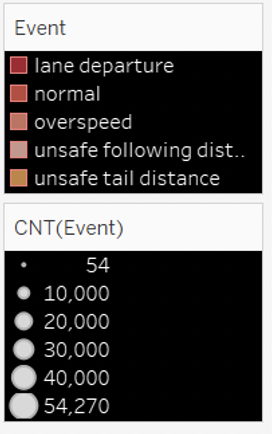 Event
lane departure
normal
overspeed
unsafe following dist..
unsafe tail distance
CNT(Event)
54
10,000
20,000
30,000
40,000
54,270